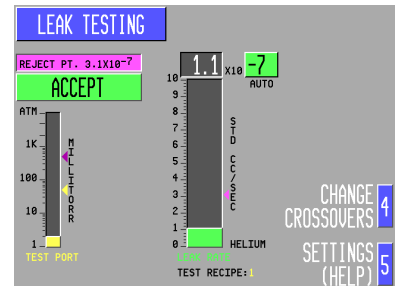 LEAK TESTING
REJECT PT. 3.1X10-7
ACCEPT
1.1 X10 -7
AUTO
ATM
1K
100
10
1
MILLITORR
TEST PORT
10
9
8
7
6
5
4
3
2
1
0
STD CC/SEC
HELIUM
LEAK RATE
TEST RECIPE:1
CHANGE CROSSOVERS 4
SETTINGS (HELP) 5